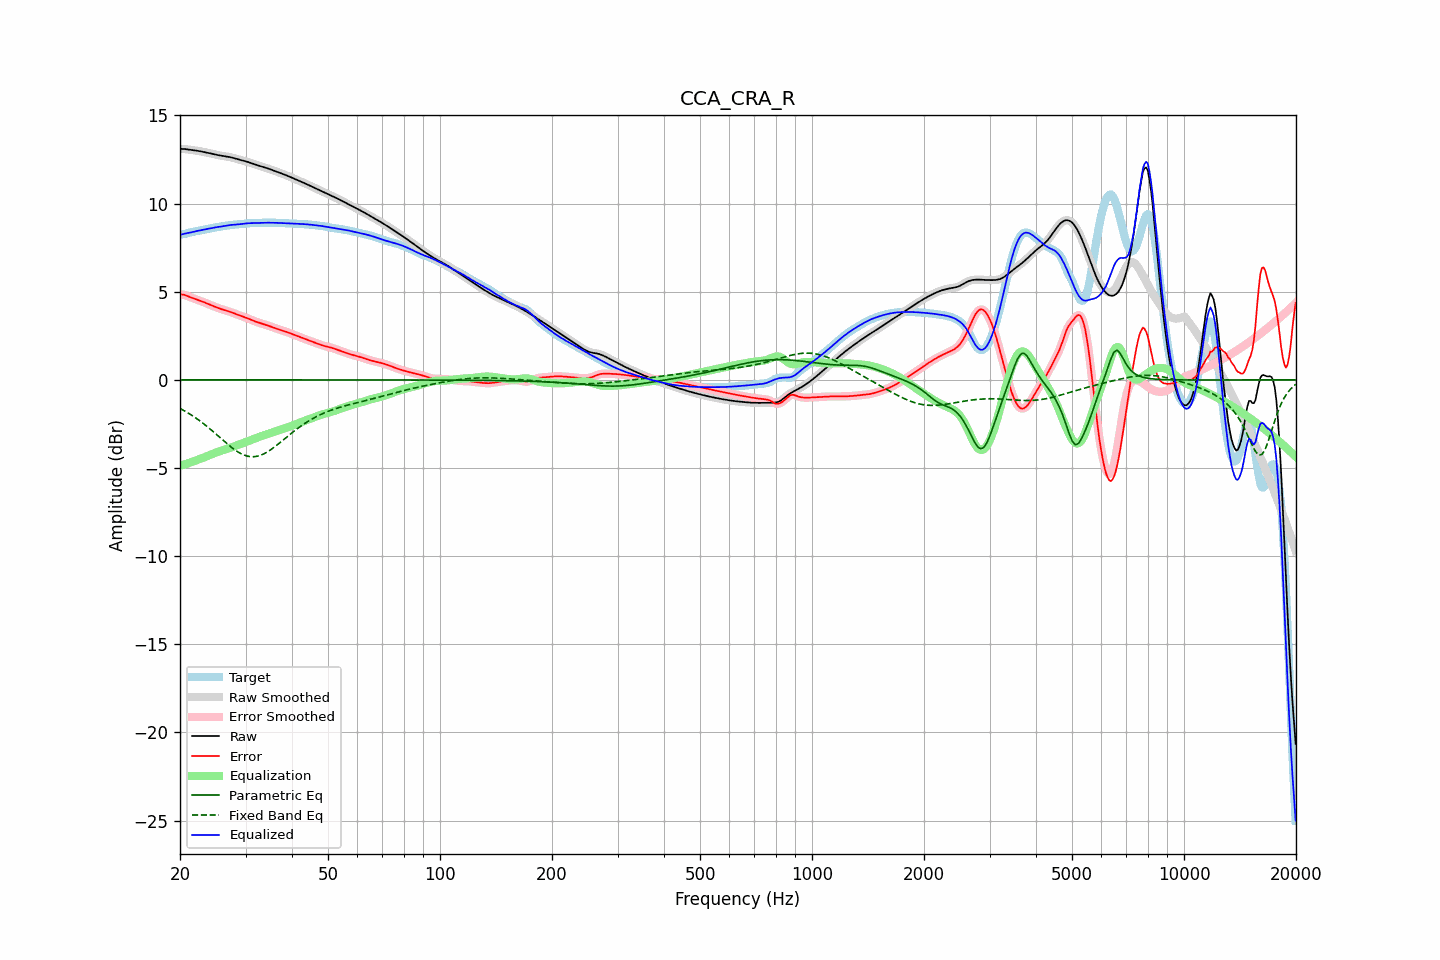 CCA_CRA_R
15
10
5
0
−5
−10
−15
−20
−25
Amplitude (dBr)
Target
Raw Smoothed
Error Smoothed
Raw
Error
Equalization
Parametric Eq
Fixed Band Eq
Equalized
20 50 100 200 500 1000 2000 5000 10000 20000
Frequency (Hz)